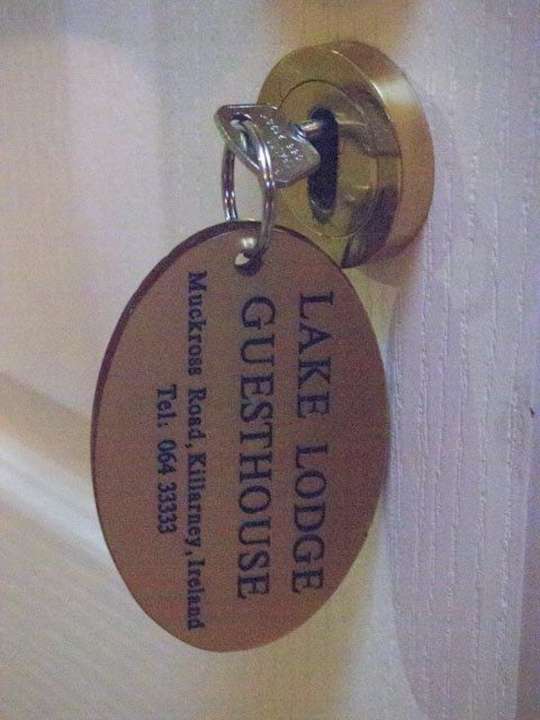 LAKE LODGE
GUESTHOUSE
Muckross Road, Killarney, Ireland
Tel: 064 33333